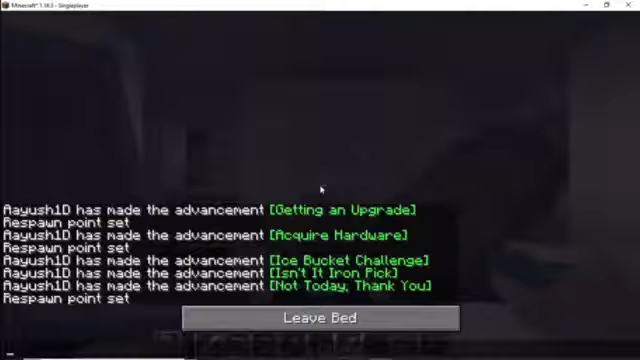 Minecraft* 1.16.3 - Singleplayer
Aayush1D has made the advancement [Getting an Upgrade]
Respawn point set
Aayush1D has made the advancement [Acquire Hardware]
Respawn point set
Aayush1D has made the advancement [Ice Bucket Challenge]
Aayush1D has made the advancement [Isn't It Iron Pick]
Aayush1D has made the advancement [Not Today, Thank You]
Respawn point set
Leave Bed